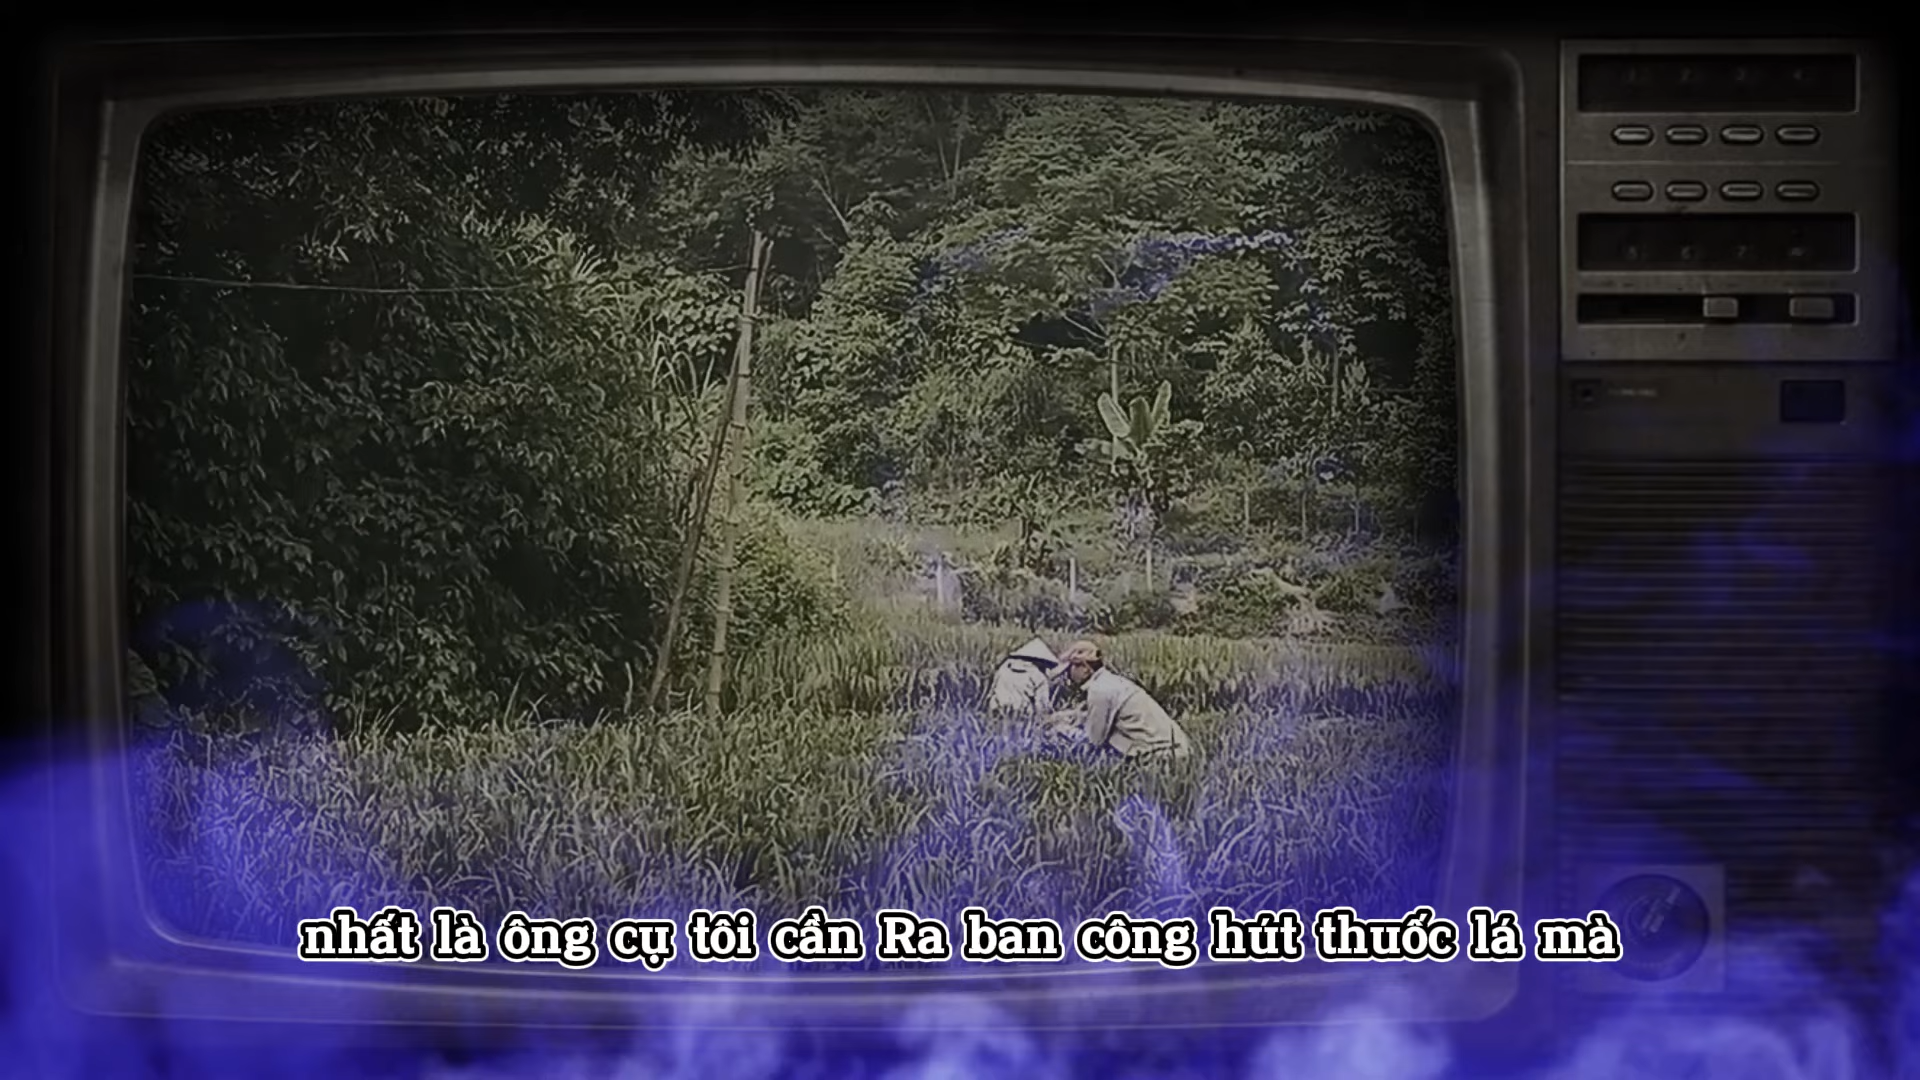 nhất là ông cụ tôi cần Ra ban công hút thuốc lá mà